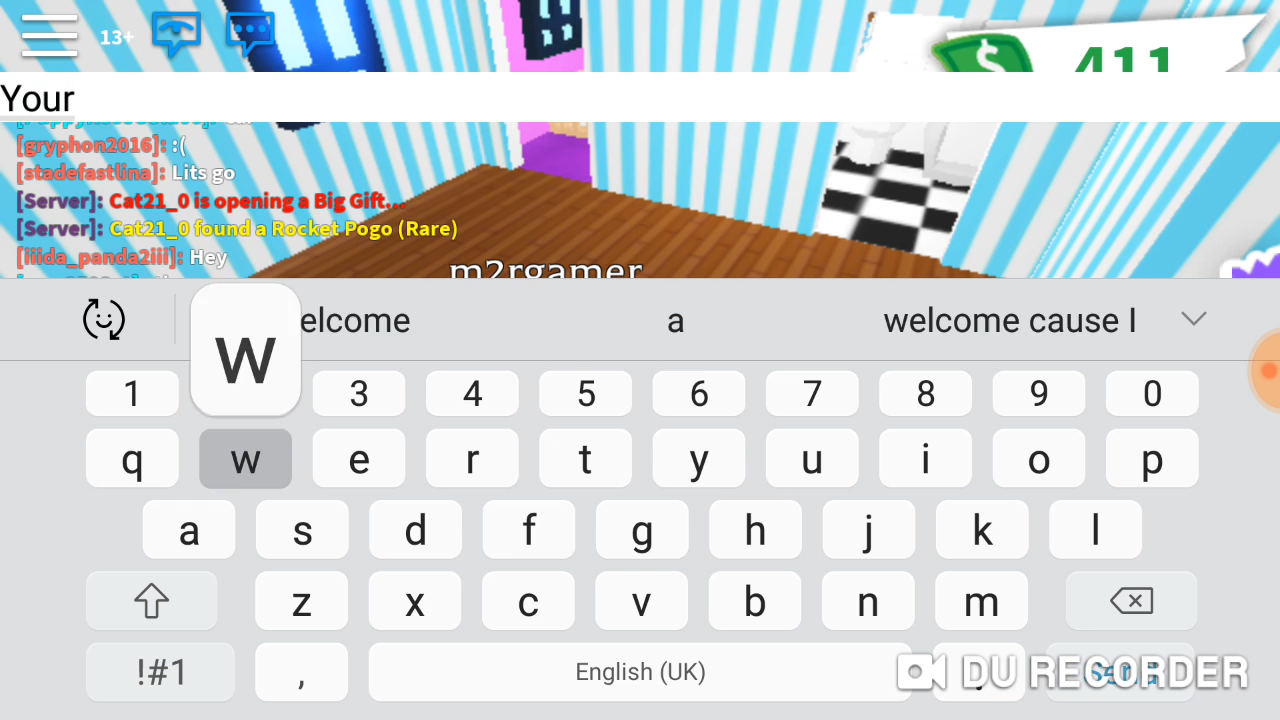 13+
411
Your
[gryphon2016]: :(
[stadefastlina]: Lits go
[Server]: Cat21_0 is opening a Big Gift...
[Server]: Cat21_0 found a Rocket Pogo (Rare)
[iiida_panda2iii]: Hey
m2rgamer
elcome a welcome cause I
W
1 3 4 5 6 7 8 9 0
q w e r t y u i o p
a s d f g h j k l
z x c v b n m
!#1 , English (UK) . Send
DU RECORDER